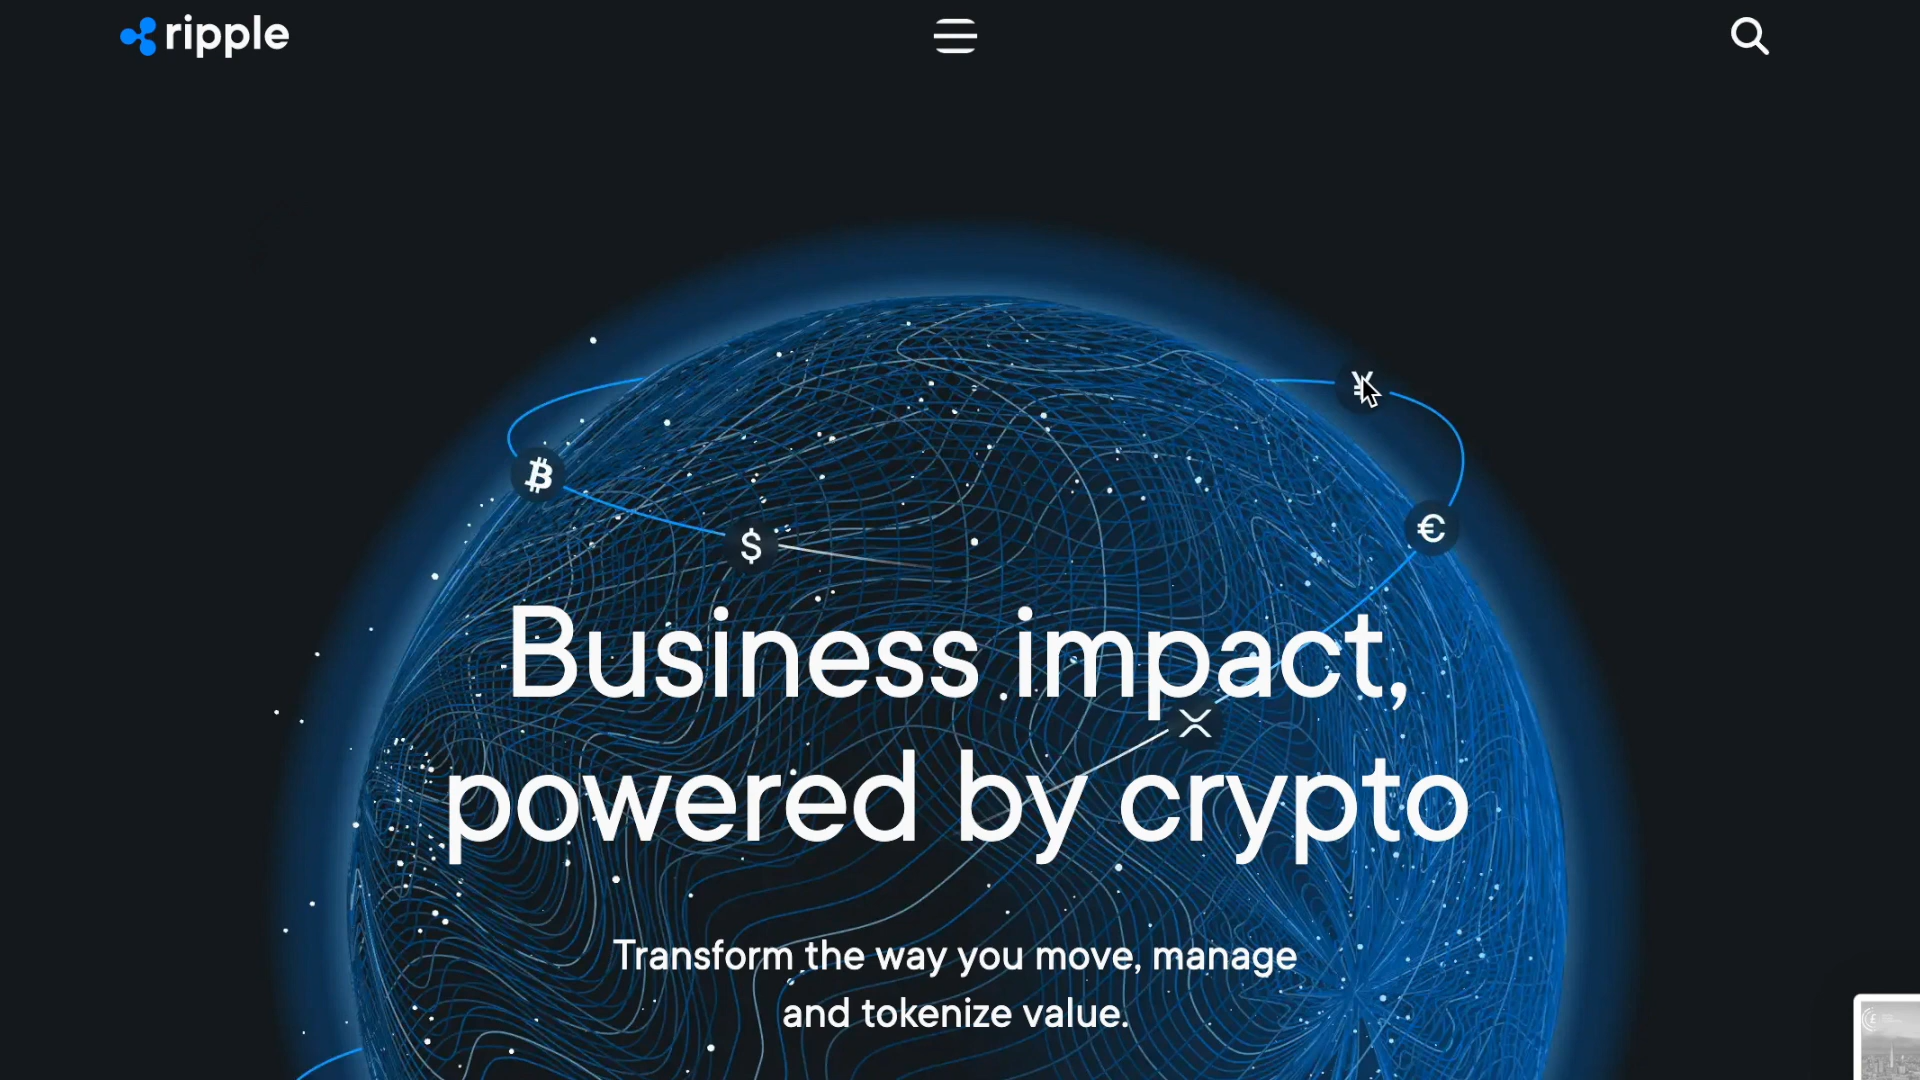 ripple
¥
₿
€
$
Business impact,
powered by crypto
Transform the way you move, manage
and tokenize value.